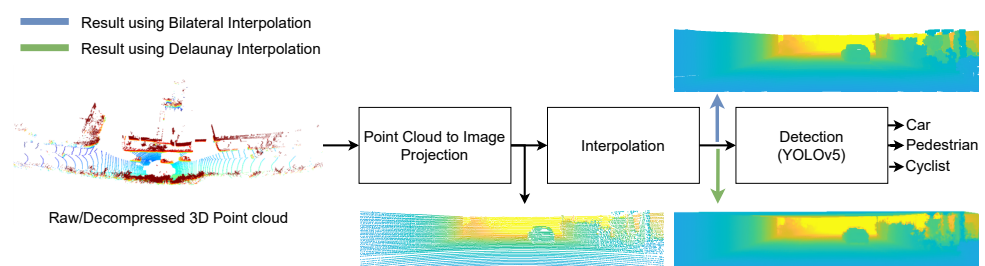 Result using Bilateral Interpolation
Result using Delaunay Interpolation
Raw/Decompressed 3D Point cloud
Point Cloud to Image
Projection
Interpolation
Detection
(YOLOv5)
Car
Pedestrian
Cyclist